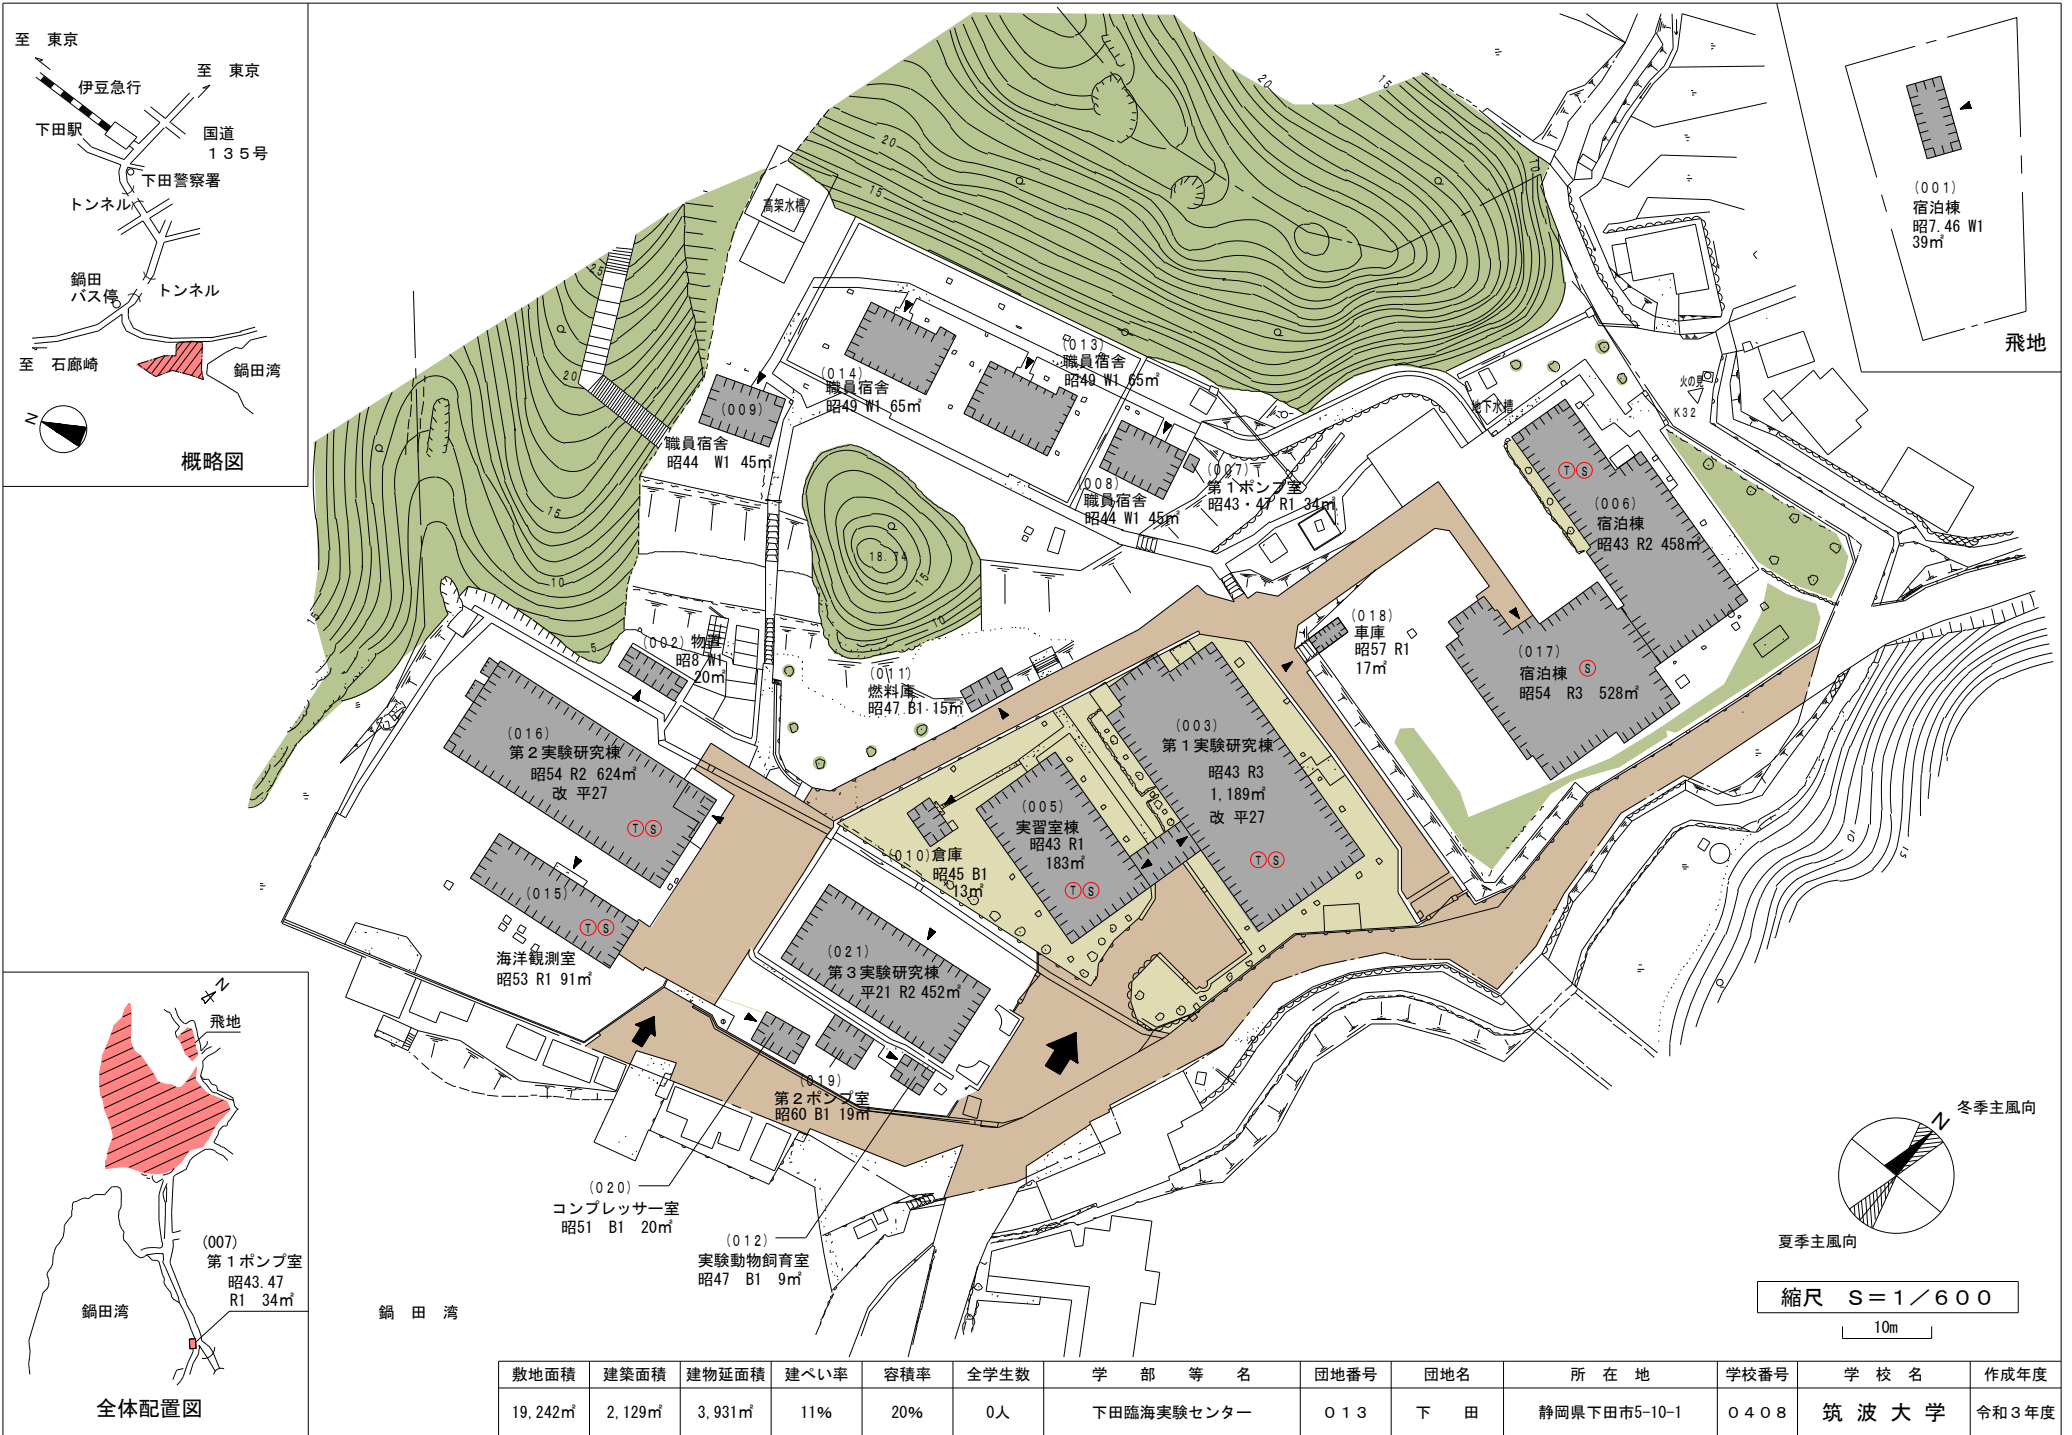 至　東京
至　東京
伊豆急行
下田駅
国道
１３５号
下田警察署
トンネル
鍋田
バス停
トンネル
至　石廊崎
鍋田湾
N
概略図
高架水槽
(001)
宿泊棟
昭7.46 W1
39㎡
飛地
(013)
職員宿舎
昭49 W1 65㎡
(014)
職員宿舎
昭49 W1 65㎡
(009)
職員宿舎
昭44 W1 45㎡
(008)
職員宿舎
昭44 W1 45㎡
(007)
第１ポンプ室
昭43・47 R1 34㎡
地下水槽
火の見
K32
(006)
宿泊棟
昭43 R2 458㎡
T S
(018)
車庫
昭57 R1
17㎡
(017)
宿泊棟
昭54 R3 528㎡
S
(002) 物置
昭8 W1
20㎡
(011)
燃料庫
昭47 B1 15㎡
(016)
第２実験研究棟
昭54 R2 624㎡
改 平27
T S
(003)
第１実験研究棟
昭43 R3
1,189㎡
改 平27
T S
(005)
実習室棟
昭43 R1
183㎡
T S
(010) 倉庫
昭45 B1
13㎡
(015)
T S
海洋観測室
昭53 R1 91㎡
(021)
第３実験研究棟
平21 R2 452㎡
(019)
第２ポンプ室
昭60 B1 19㎡
(020)
コンプレッサー室
昭51 B1 20㎡
(012)
実験動物飼育室
昭47 B1 9㎡
20
15
20
15
25
20
15
10
5
18.74
15
10
15
10
15
N
飛地
(007)
第１ポンプ室
昭43.47
R1 34㎡
鍋田湾
全体配置図
鍋　田　湾
N
冬季主風向
夏季主風向
縮尺　Ｓ＝１／６００
10m
敷地面積 建築面積 建物延面積 建ぺい率 容積率 全学生数 学　部　等　名 団地番号 団地名 所　在　地 学校番号 学　校　名 作成年度
19,242㎡ 2,129㎡ 3,931㎡ 11% 20% 0人 下田臨海実験センター ０１３ 下　田 静岡県下田市5-10-1 ０４０８ 筑 波 大 学 令和３年度